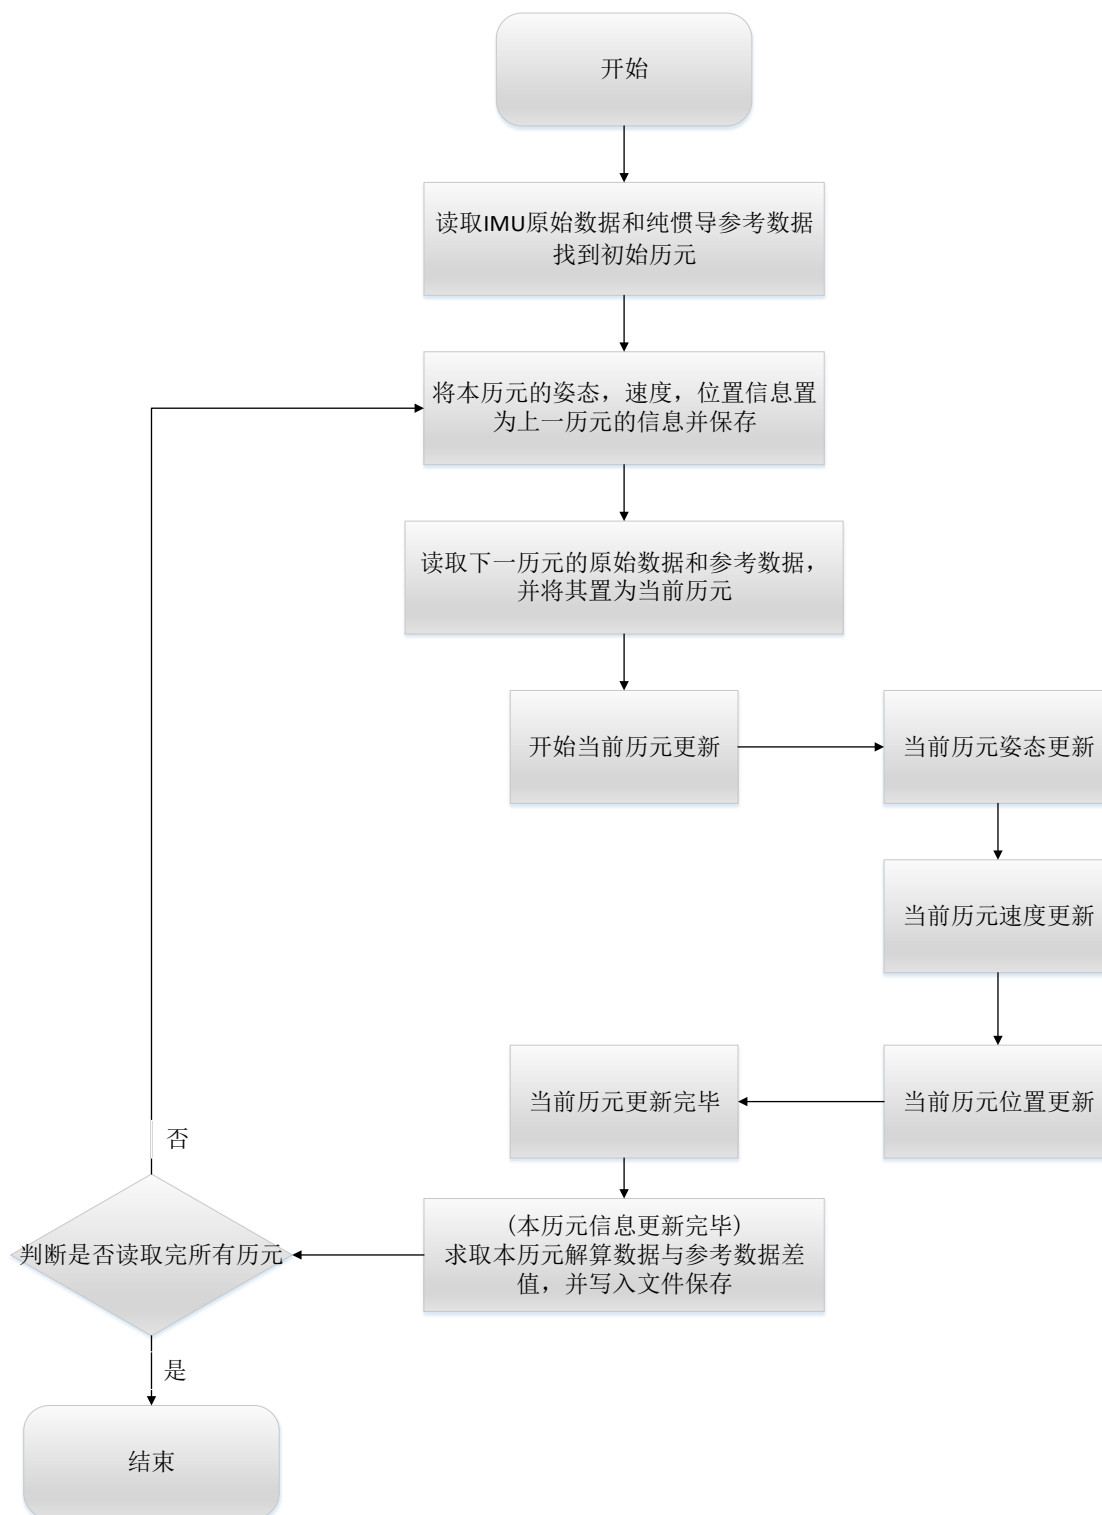 开始
读取IMU原始数据和纯惯导参考数据
找到初始历元
将本历元的姿态，速度，位置信息置
为上一历元的信息并保存
读取下一历元的原始数据和参考数据，
并将其置为当前历元
开始当前历元更新
当前历元姿态更新
当前历元速度更新
当前历元位置更新
当前历元更新完毕
(本历元信息更新完毕)
求取本历元解算数据与参考数据差
值，并写入文件保存
判断是否读取完所有历元
否
是
结束